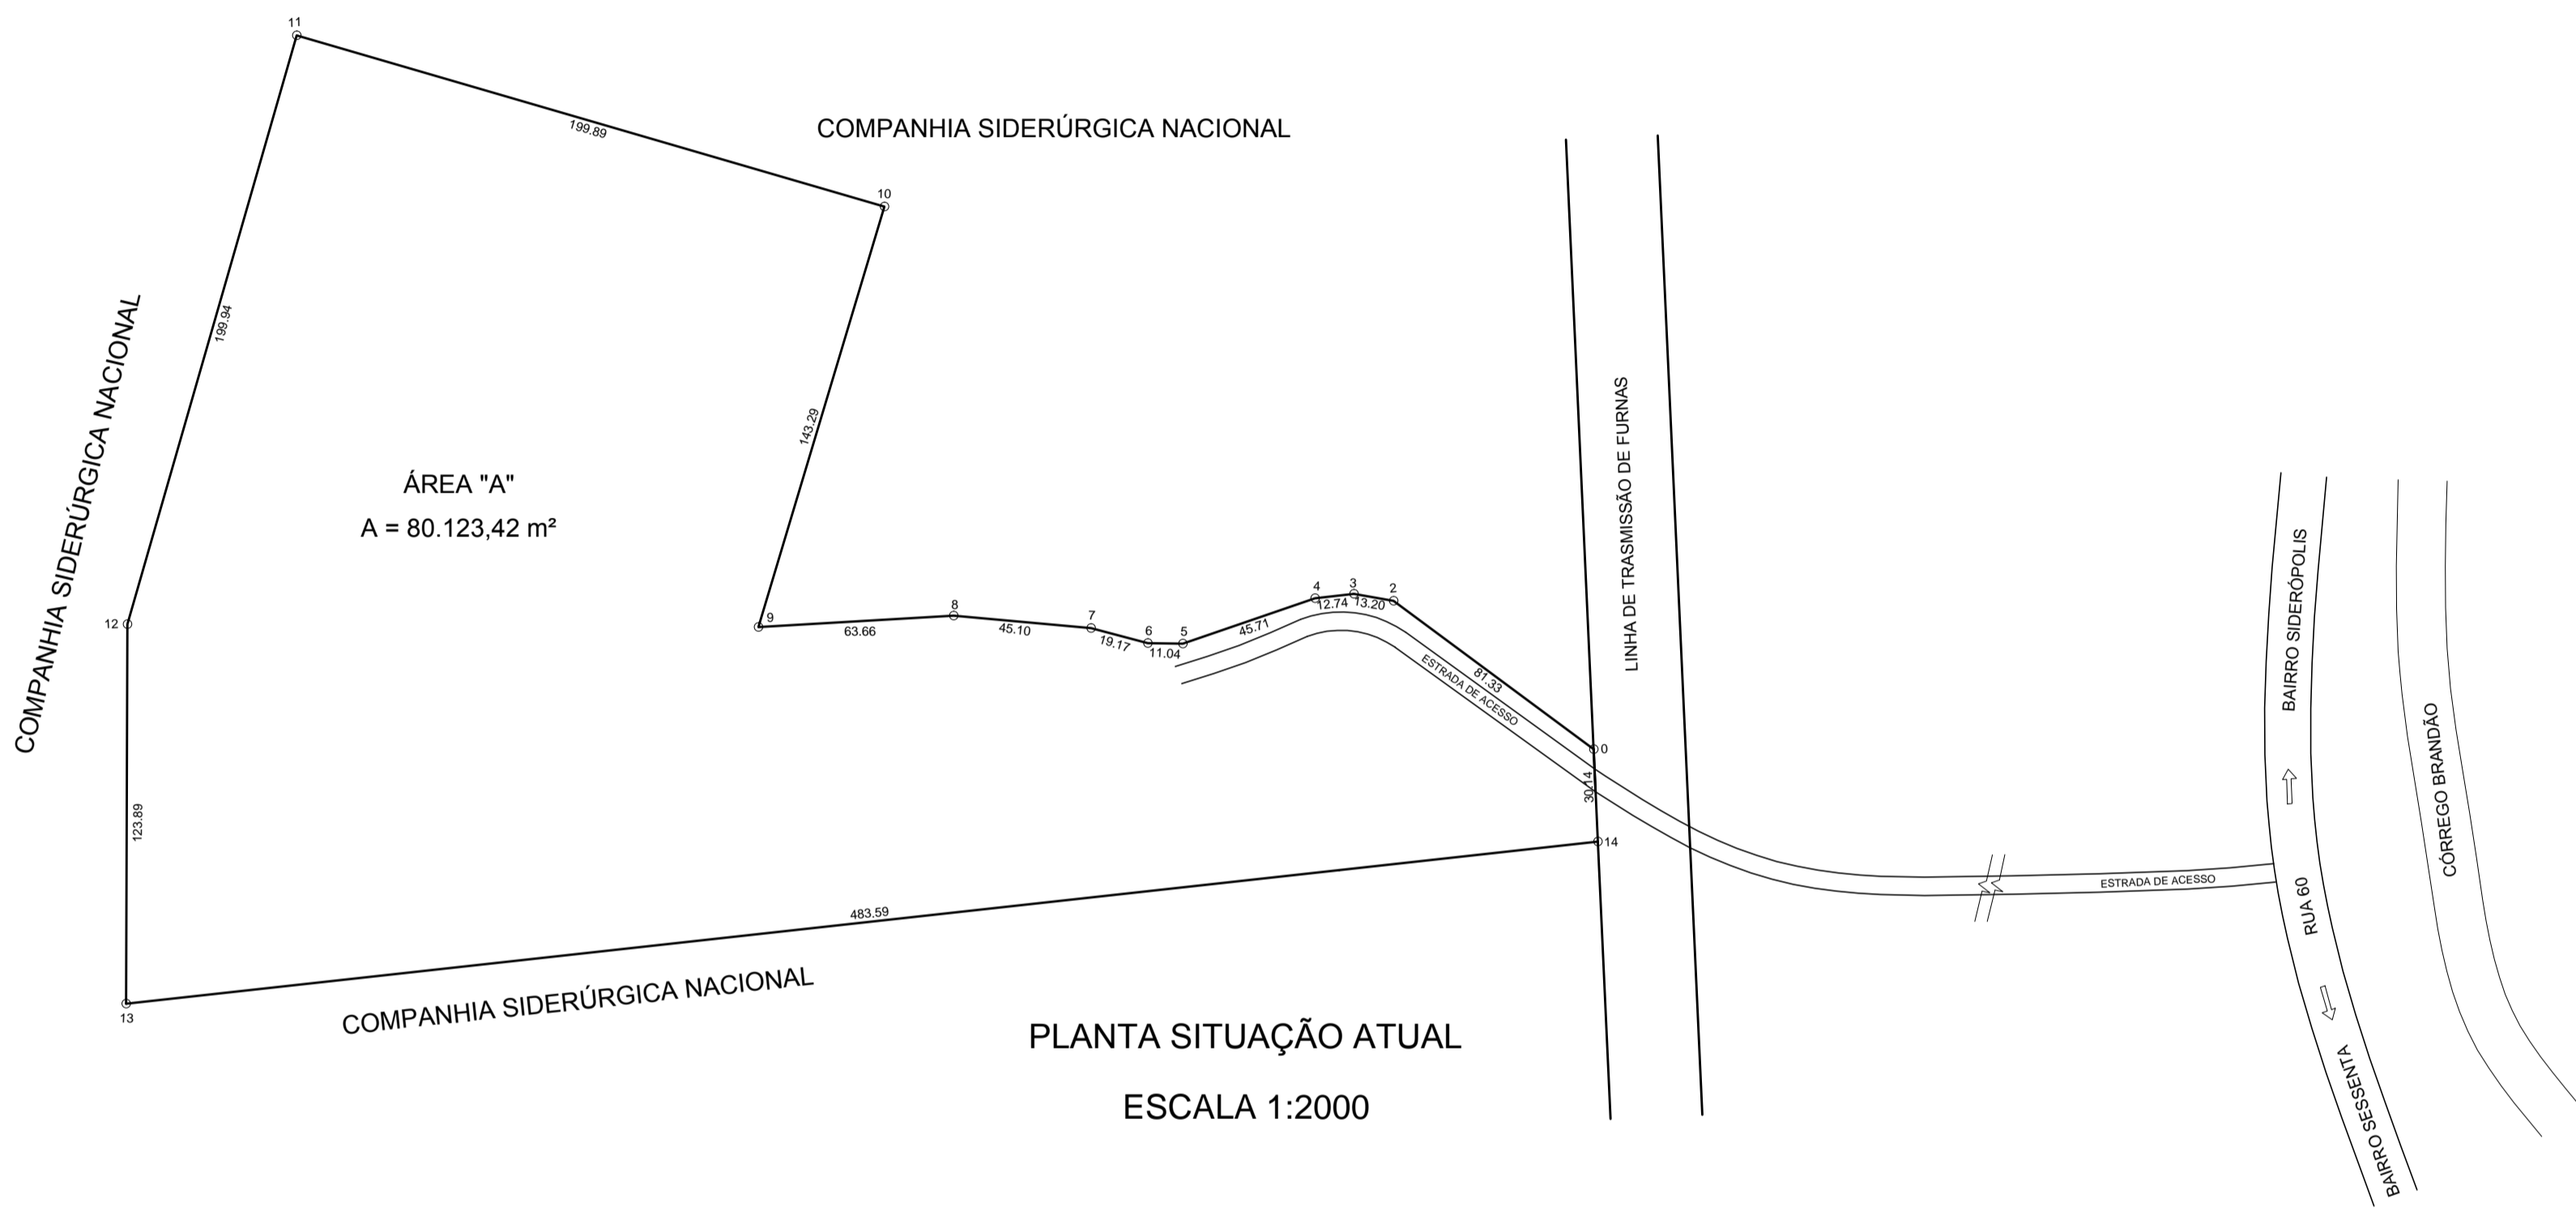 11
199.89
COMPANHIA SIDERÚRGICA NACIONAL
10
199.94
COMPANHIA SIDERÚRGICA NACIONAL
143.29
LINHA DE TRASMISSÃO DE FURNAS
ÁREA "A"
A = 80.123,42 m²
12
9
63.66
8
45.10
7
19.17
6
11.04
5
45.71
4
12.74
3
13.20
2
81.33
ESTRADA DE ACESSO
0
30.14
14
123.89
483.59
13
COMPANHIA SIDERÚRGICA NACIONAL
PLANTA SITUAÇÃO ATUAL
ESCALA 1:2000
ESTRADA DE ACESSO
BAIRRO SIDERÓPOLIS
RUA 60
BAIRRO SESSSENTA
CÓRREGO BRANDÃO